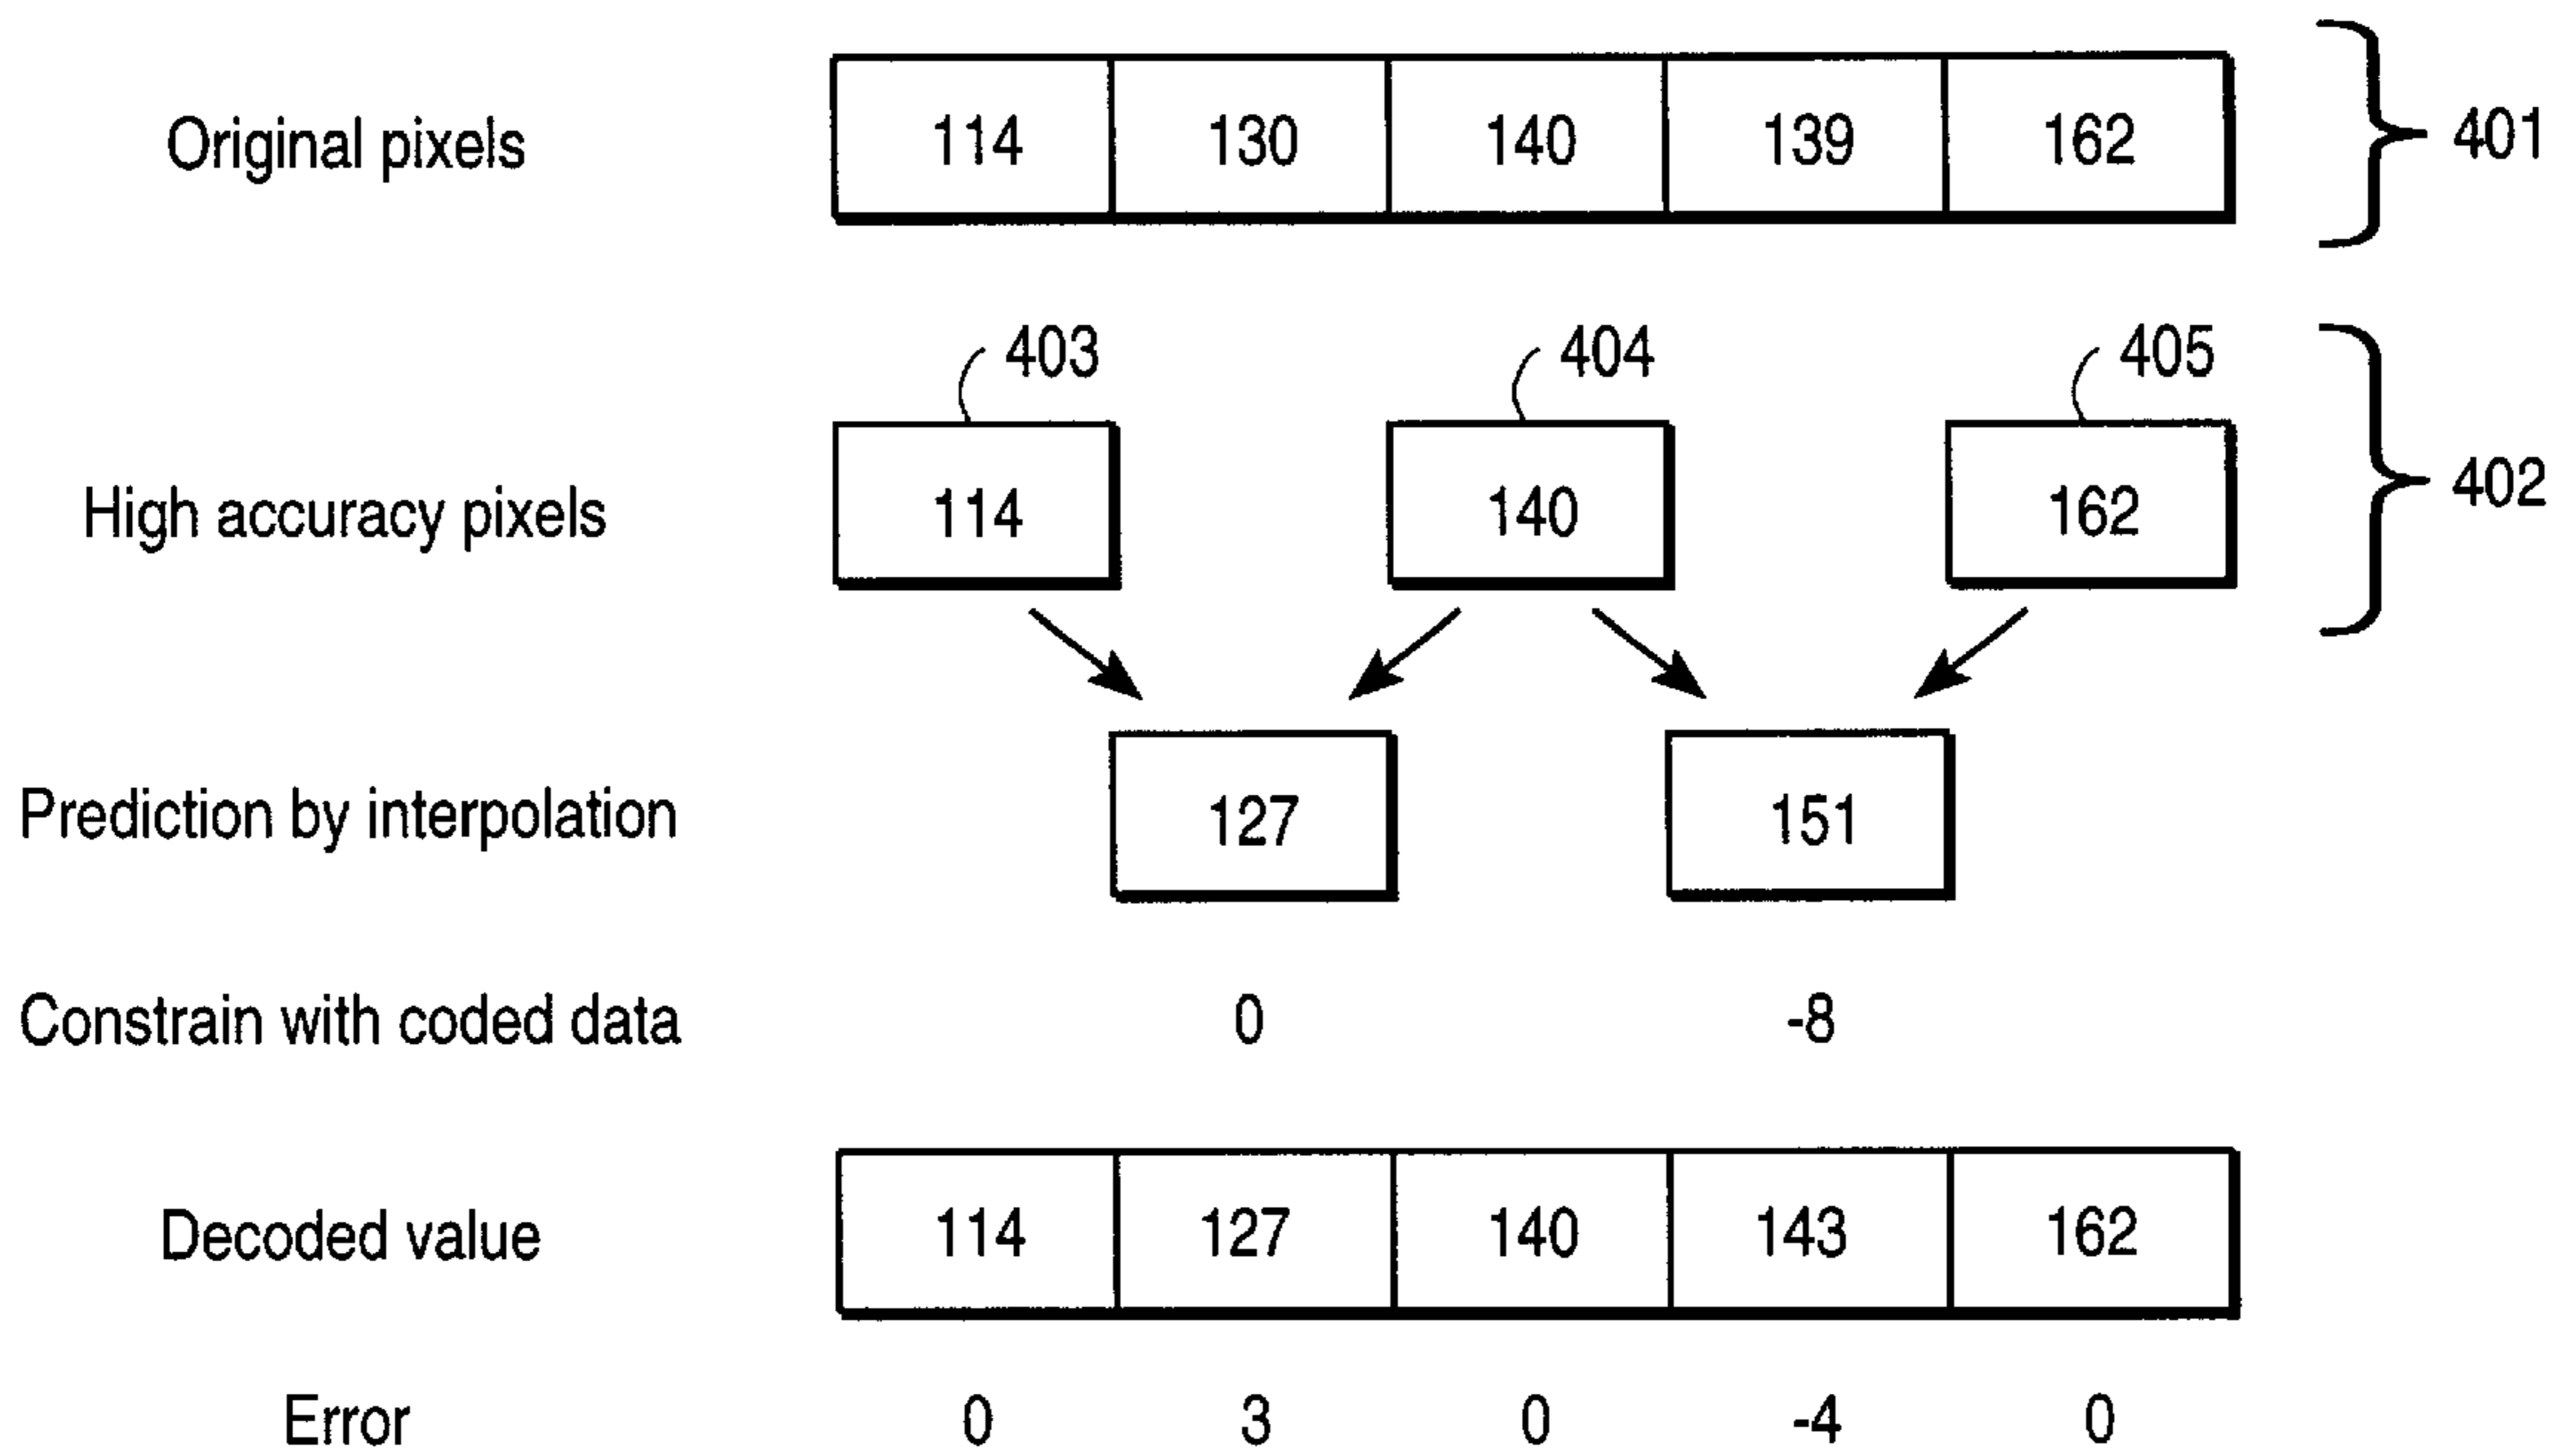 Original pixels 114 130 140 139 162 401
403 404 405
High accuracy pixels 114 140 162 402
Prediction by interpolation 127 151
Constrain with coded data 0 -8
Decoded value 114 127 140 143 162
Error 0 3 0 -4 0